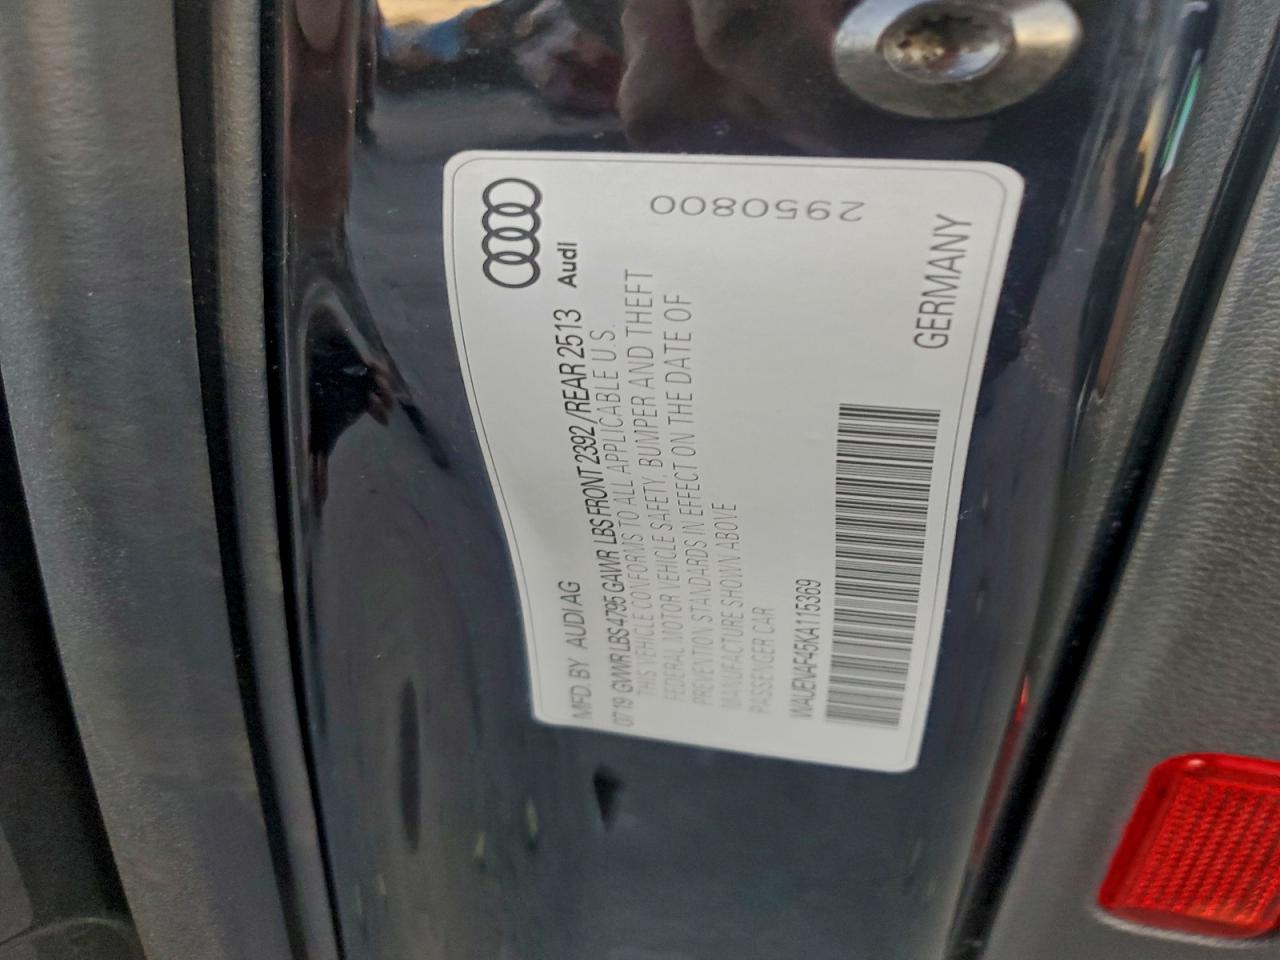 Audi
MFD. BY AUDI AG
07/19 GVWR LBS 4795 GAWR LBS FRONT 2392/REAR 2513
THIS VEHICLE CONFORMS TO ALL APPLICABLE U.S.
FEDERAL MOTOR VEHICLE SAFETY, BUMPER AND THEFT
PREVENTION STANDARDS IN EFFECT ON THE DATE OF
MANUFACTURE SHOWN ABOVE
PASSENGER CAR
WAUENAF45KA115369
GERMANY
2950800